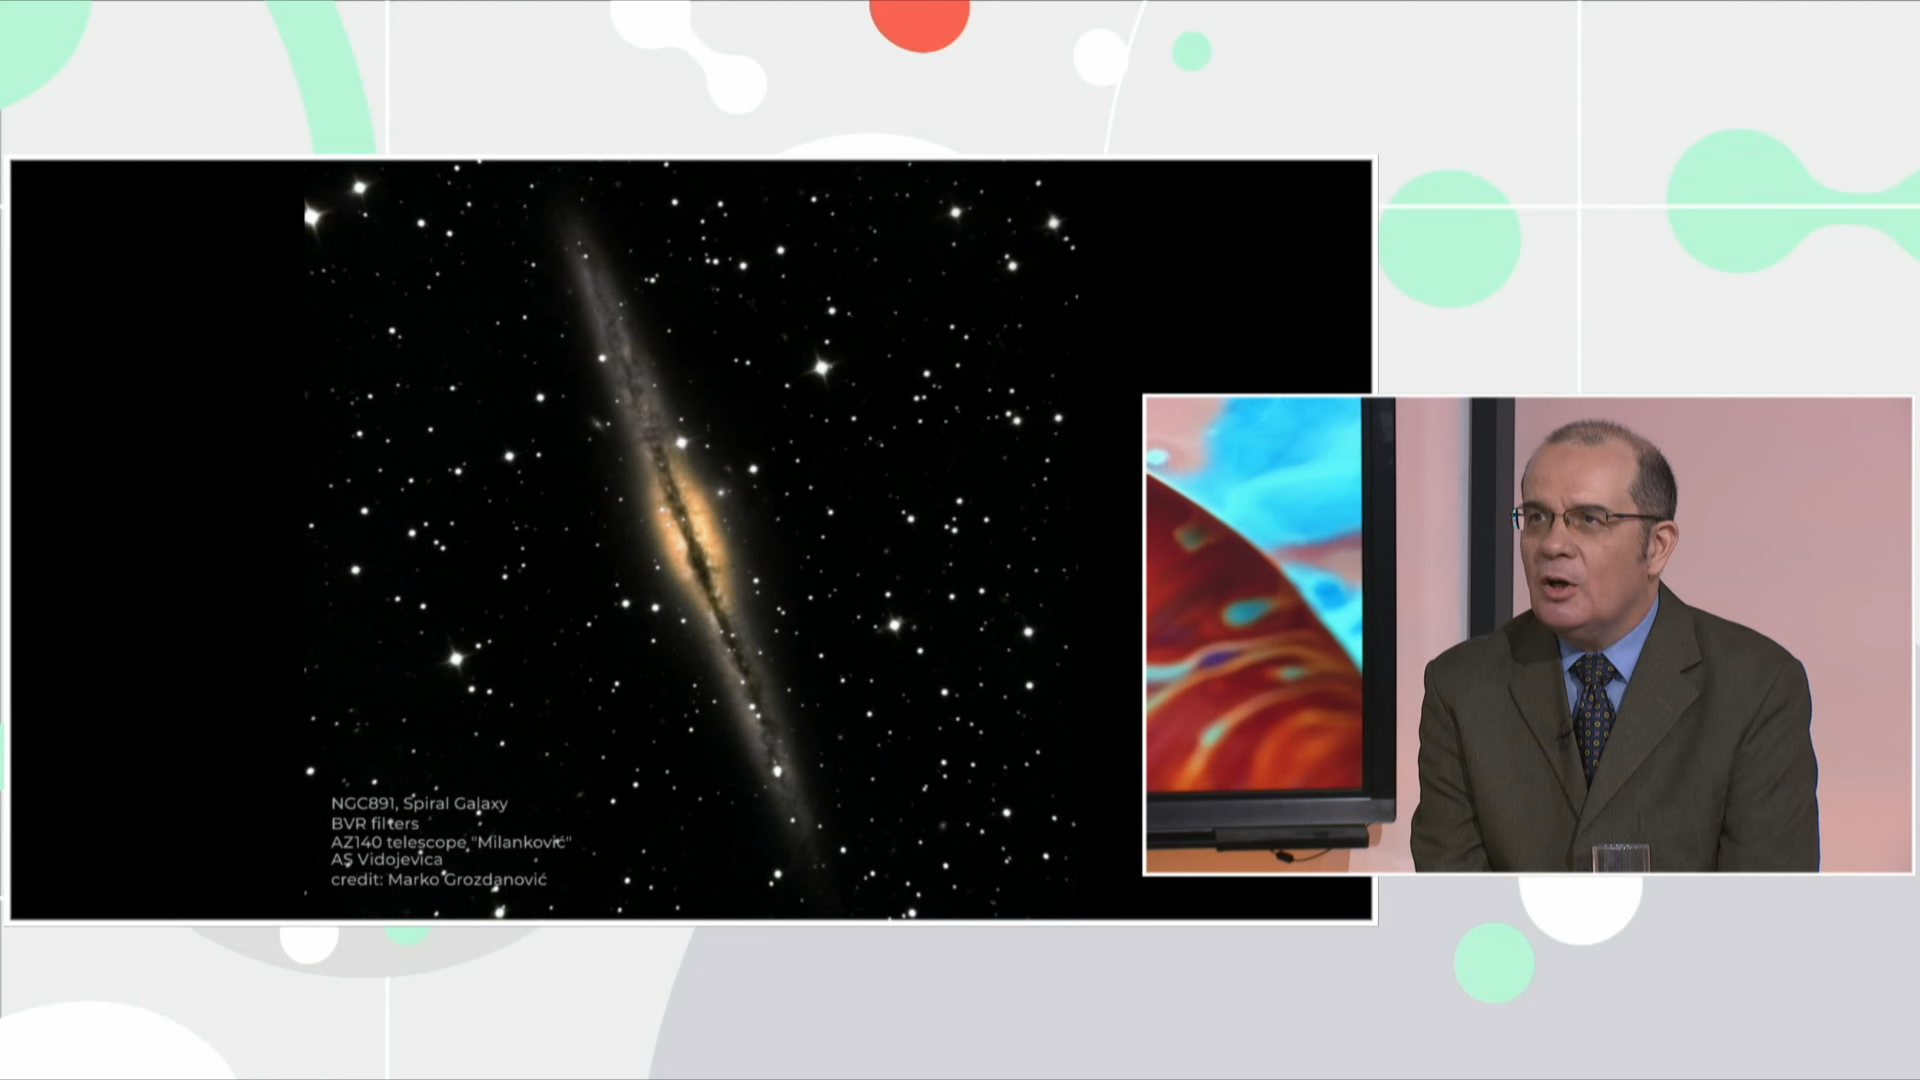 NGC891, Spiral Galaxy
BVR filters
AZ140 telescope "Milanković"
AS Vidojevica
credit: Marko Grozdanović